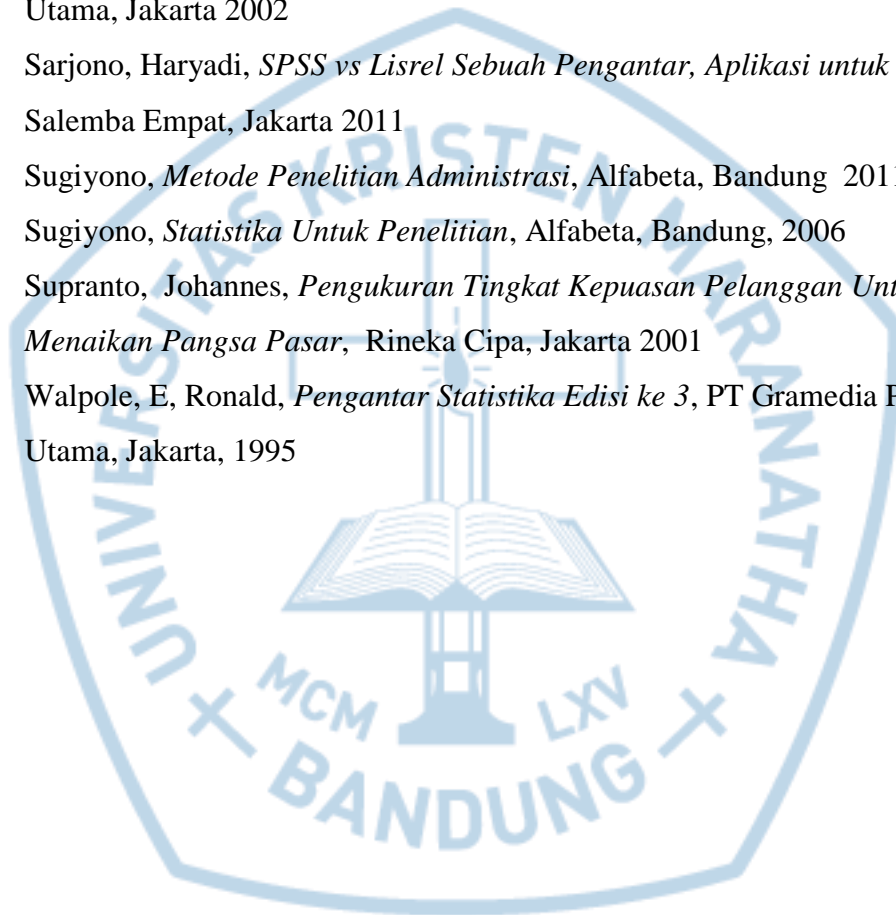 Utama, Jakarta 2002
Sarjono, Haryadi, SPSS vs Lisrel Sebuah Pengantar, Aplikasi untuk
Salemba Empat, Jakarta 2011
Sugiyono, Metode Penelitian Administrasi, Alfabeta, Bandung 2011
Sugiyono, Statistika Untuk Penelitian, Alfabeta, Bandung, 2006
Supranto, Johannes, Pengukuran Tingkat Kepuasan Pelanggan
Menaikan Pangsa Pasar, Rineka Cipa, Jakarta 2001
Walpole, E, Ronald, Pengantar Statistika Edisi ke 3, PT Gramedia
Utama, Jakarta, 1995
UNIVERSITAS KRISTEN MARANATHA
MCM LXV
BANDUNG